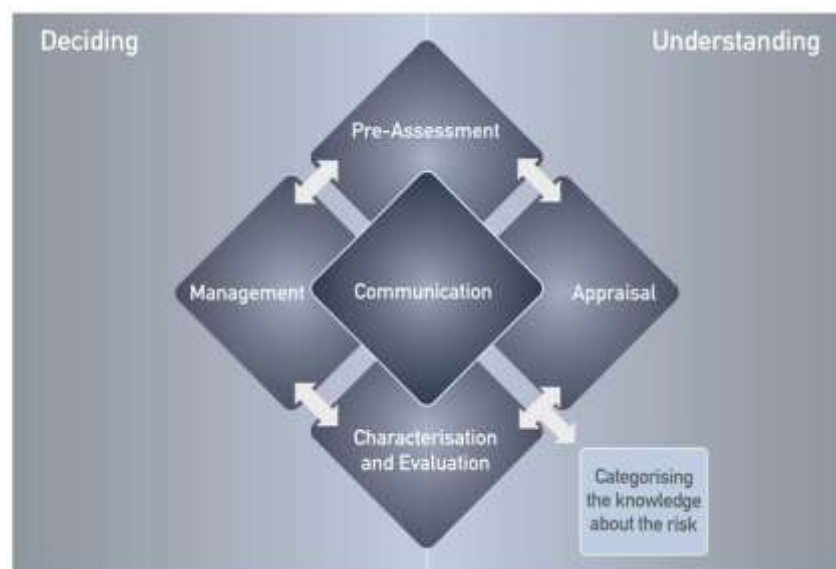 Deciding
Understanding
Pre-Assessment
Management
Communication
Appraisal
Characterisation
and Evaluation
Categorising
the knowledge
about the risk